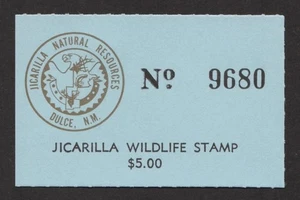 JICARILLA NATURAL RESOURCES
DULCE, N.M.
No. 9680
JICARILLA WILDLIFE STAMP
$5.00